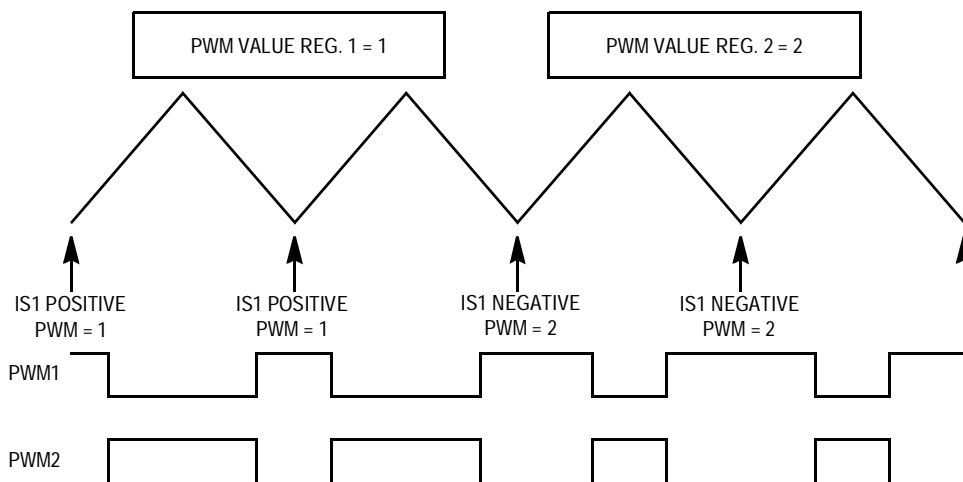 PWM VALUE REG. 1 = 1
PWM VALUE REG. 2 = 2
IS1 POSITIVE
PWM = 1
IS1 POSITIVE
PWM = 1
IS1 NEGATIVE
PWM = 2
IS1 NEGATIVE
PWM = 2
PWM1
PWM2